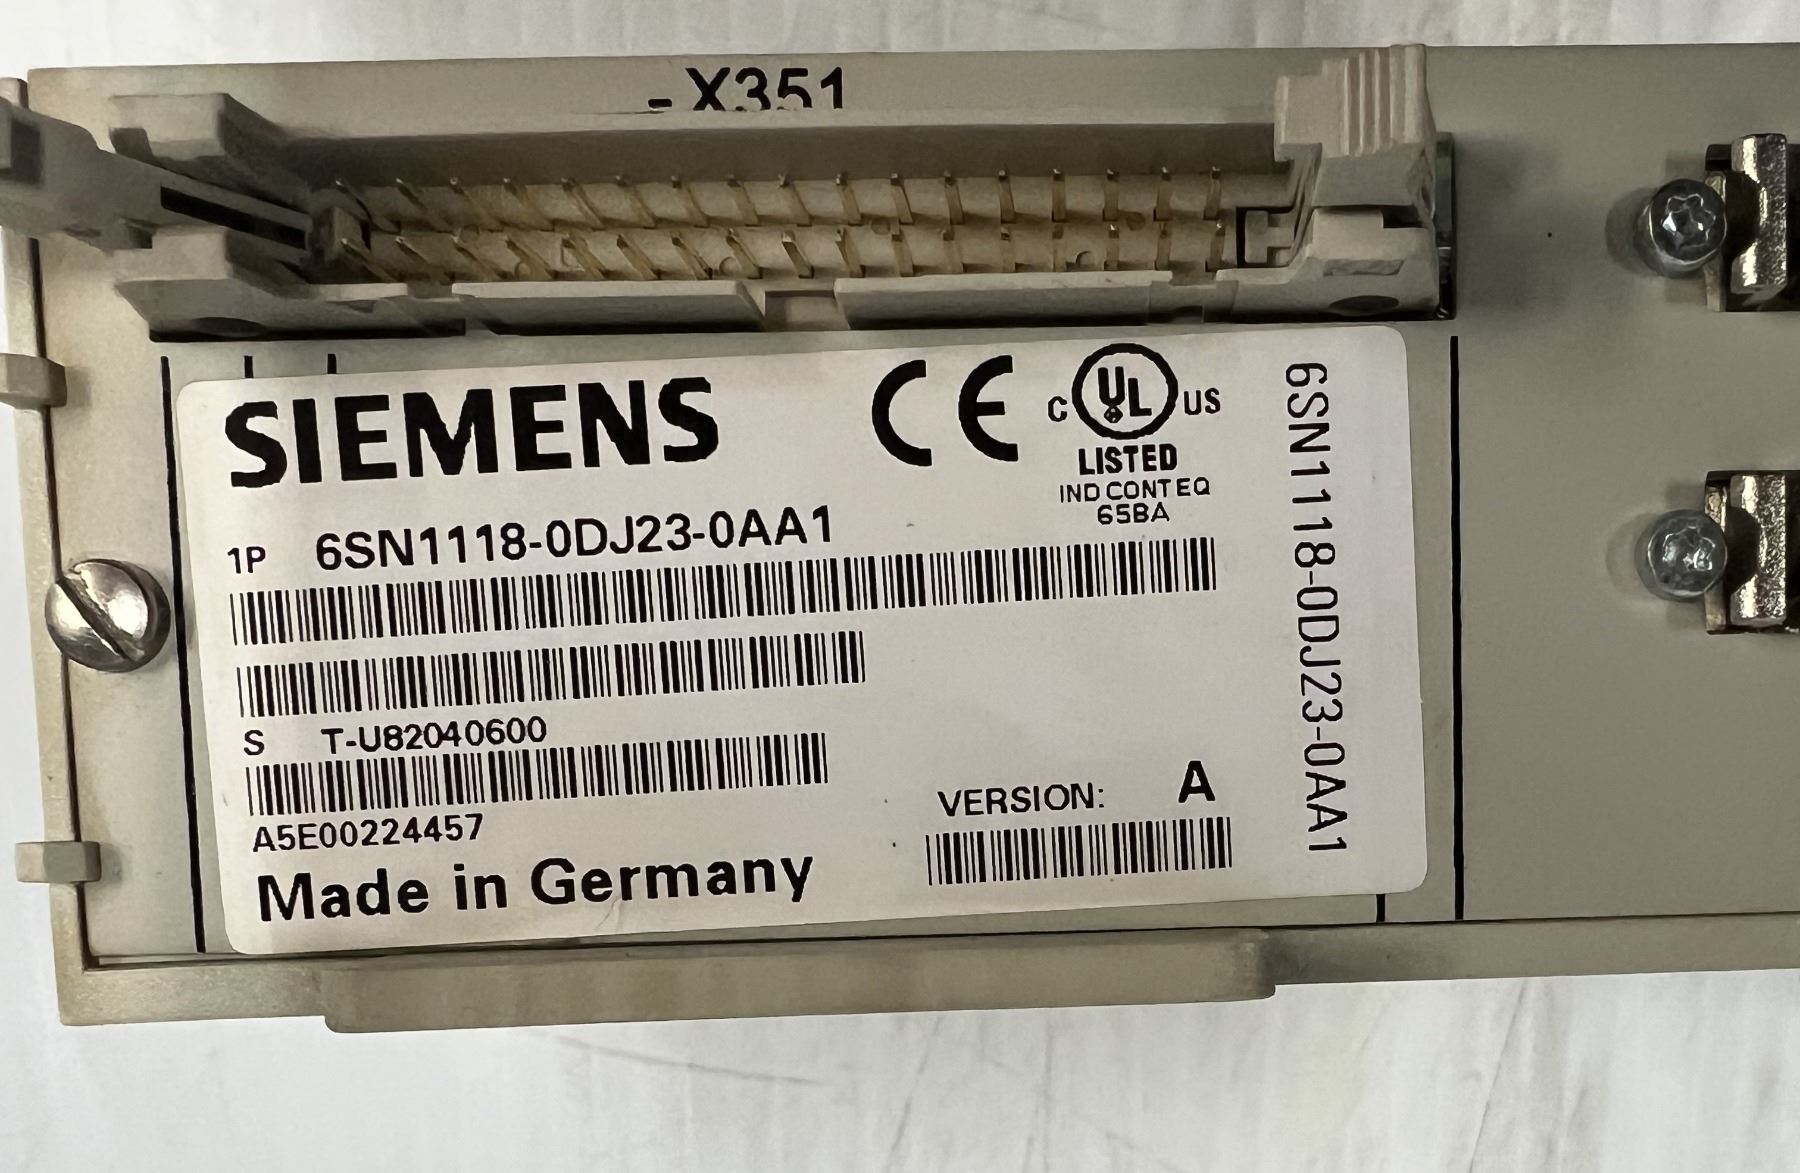 -X351
SIEMENS
CE
C UL US
LISTED
IND CONT EQ
65BA
1P 6SN1118-0DJ23-0AA1
S T-U82040600
A5E00224457
VERSION: A
Made in Germany
6SN1118-0DJ23-0AA1